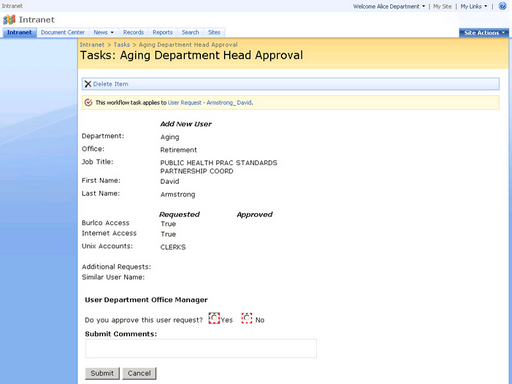 Intranet
Welcome Alice Department | My Site | My Links
Intranet
Intranet Document Center News Records Reports Search Sites Site Actions
Intranet > Tasks > Aging Department Head Approval
Tasks: Aging Department Head Approval
Delete Item
This workflow task applies to User Request - Armstrong_David.
Add New User
Department: Aging
Office: Retirement
Job Title: PUBLIC HEALTH PRAC STANDARDS
PARTNERSHIP COORD
First Name: David
Last Name: Armstrong
Requested Approved
Burlco Access True
Internet Access True
Unix Accounts: CLERKS
Additional Requests:
Similar User Name:
User Department Office Manager
Do you approve this user request? Yes No
Submit Comments:
Submit Cancel